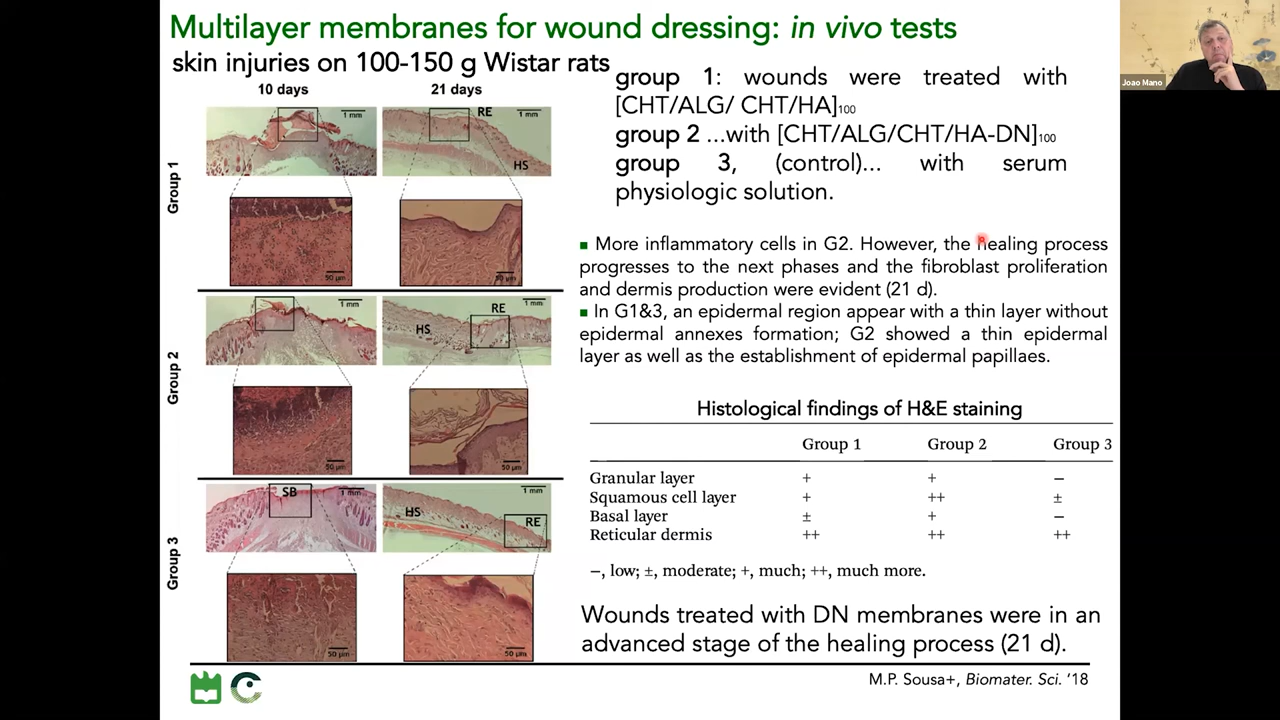 Multilayer membranes for wound dressing: in vivo tests
skin injuries on 100-150 g Wistar rats
10 days
21 days
group 1: wounds were treated with
[CHT/ALG/ CHT/HA]100
group 2 ...with [CHT/ALG/CHT/HA-DN]100
group 3, (control)... with serum
physiologic solution.
Joao Mano
Group 1
1 mm
RE
1 mm
HS
50 µm
50 µm
Group 2
1 mm
HS
RE
1 mm
50 µm
50 µm
Group 3
SB
1 mm
HS
RE
1 mm
50 µm
50 µm
▪ More inflammatory cells in G2. However, the healing process
progresses to the next phases and the fibroblast proliferation
and dermis production were evident (21 d).
▪ In G1&3, an epidermal region appear with a thin layer without
epidermal annexes formation; G2 showed a thin epidermal
layer as well as the establishment of epidermal papillaes.
Histological findings of H&E staining
Group 1 Group 2 Group 3
Granular layer + + −
Squamous cell layer + ++ ±
Basal layer ± + −
Reticular dermis ++ ++ ++
−, low; ±, moderate; +, much; ++, much more.
Wounds treated with DN membranes were in an
advanced stage of the healing process (21 d).
M.P. Sousa+, Biomater. Sci. '18